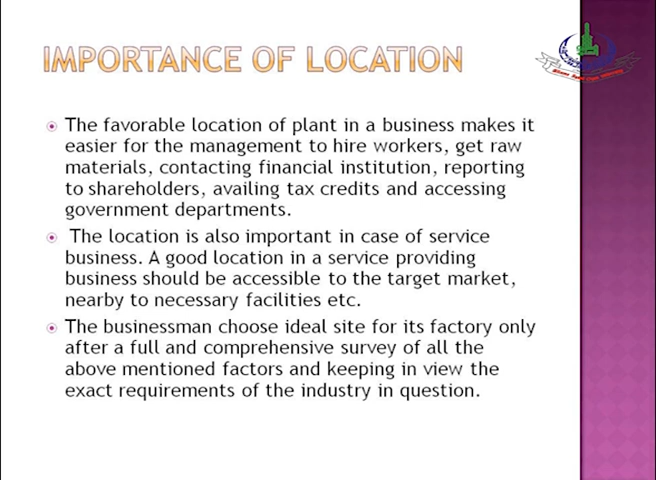 IMPORTANCE OF LOCATION
The favorable location of plant in a business makes it
easier for the management to hire workers, get raw
materials, contacting financial institution, reporting
to shareholders, availing tax credits and accessing
government departments.
The location is also important in case of service
business. A good location in a service providing
business should be accessible to the target market,
nearby to necessary facilities etc.
The businessman choose ideal site for its factory only
after a full and comprehensive survey of all the
above mentioned factors and keeping in view the
exact requirements of the industry in question.